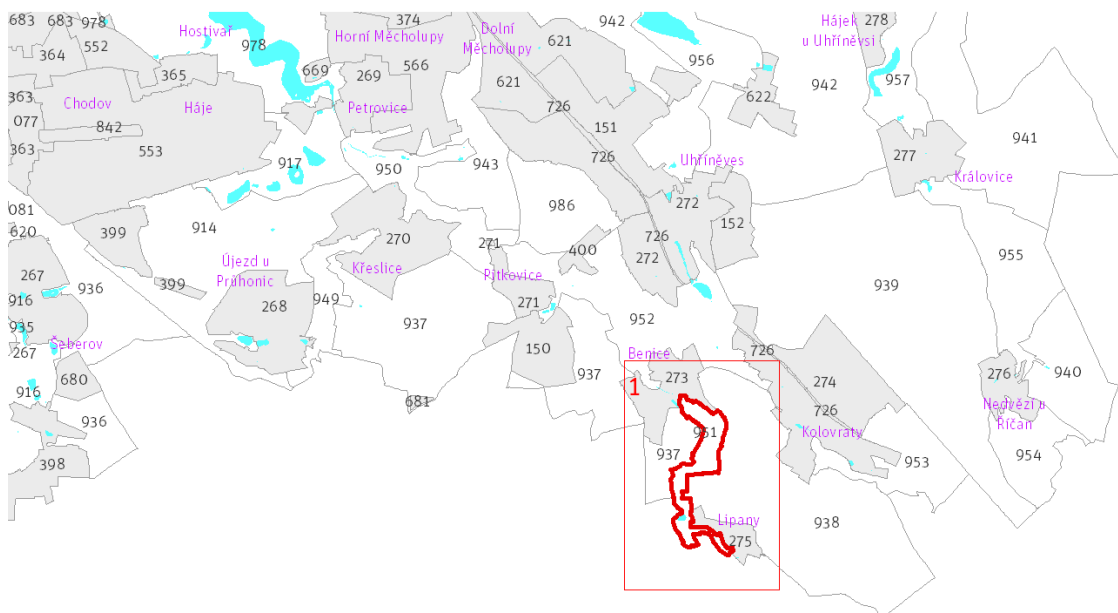 683 683 978 374 Dolní 942 Hájek 278
Hostivař Horní Měcholupy Měcholupy 621 u Uhříněvsi
364 552 978 566 956
365 669 269 621 942 957
363 Chodov Háje Petrovice 726 622
077 842 151 941
363 553 917 726 277
950 943 Uhříněves Královice
081 986 272 152
620 399 914 270 271 400 726 955
267 Újezd u Křeslice Pitkovice 272
916 936 399 Průhonic 949 271 939
935 268 937 952
267 Šeberov 150 Benice 726
916 680 937 273 274 276 940
1
936 681 951 726 Nedvězí u
Kolovraty Říčan
398 937 953 954
Lipany 938
275